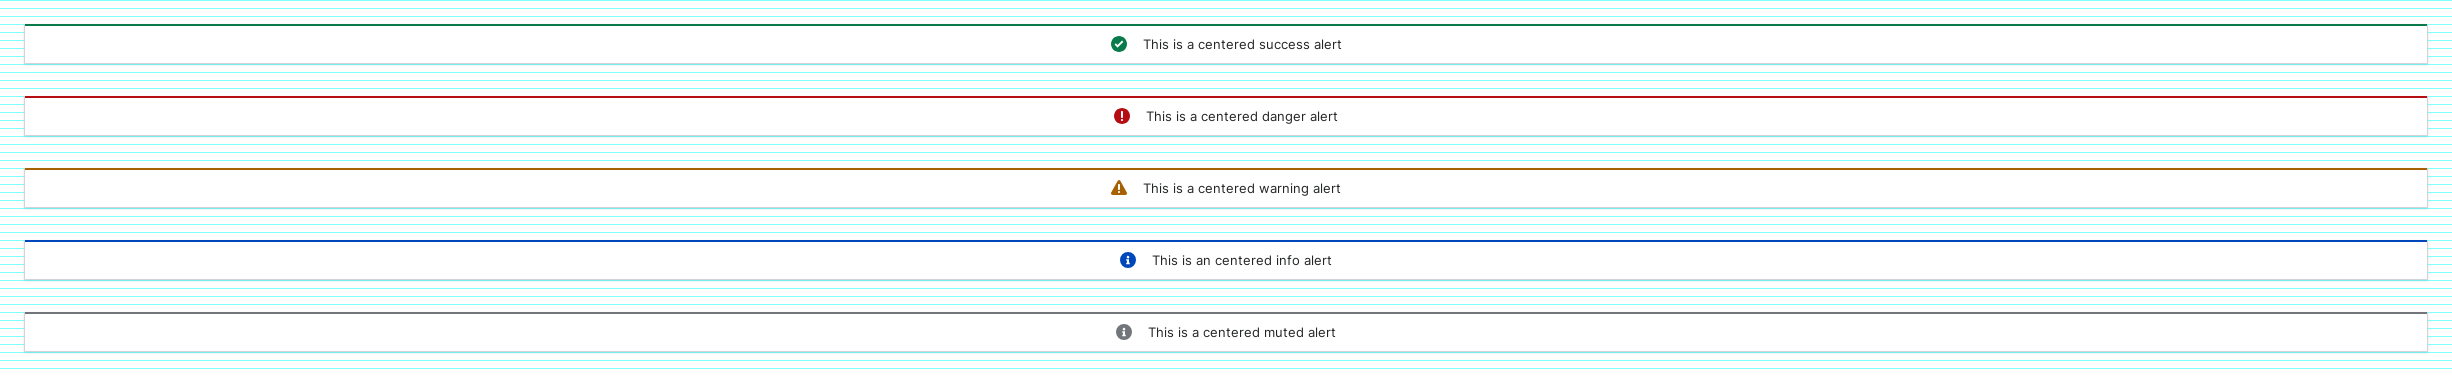 This is a centered success alert
This is a centered danger alert
This is a centered warning alert
This is an centered info alert
This is a centered muted alert